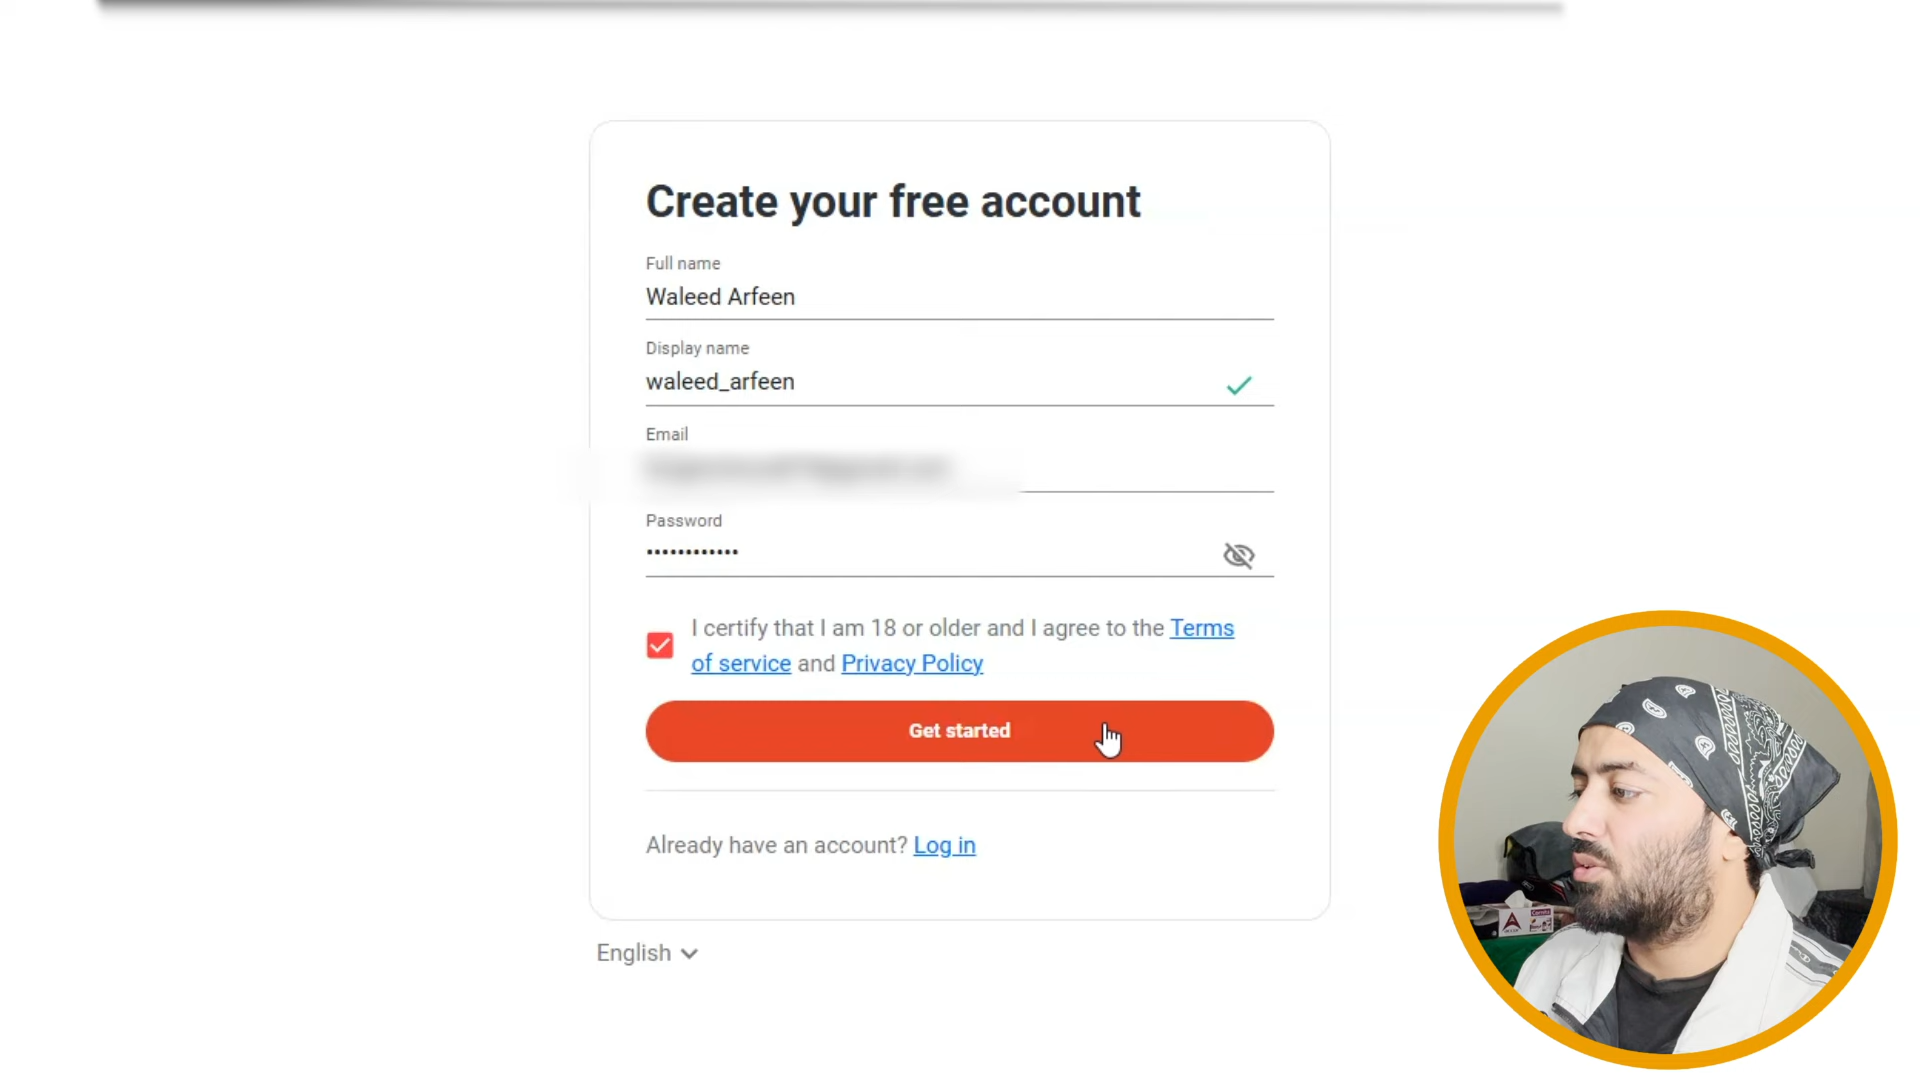 Create your free account
Full name
Waleed Arfeen
Display name
waleed_arfeen
Email
Password
I certify that I am 18 or older and I agree to the Terms
of service and Privacy Policy
Get started
Already have an account? Log in
English